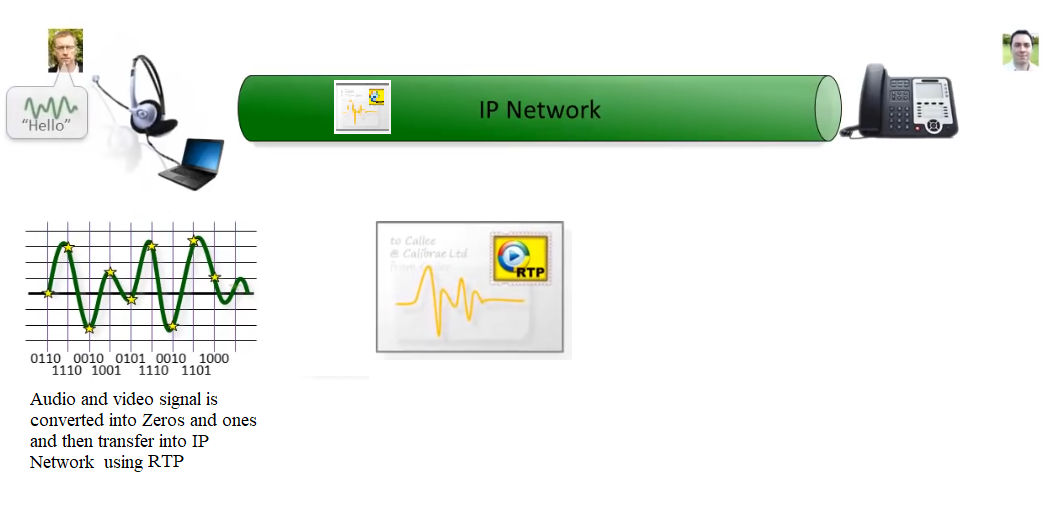 "Hello"
IP Network
to Callee
@ Calibrae Ltd
RTP
0110 0010 0101 0010 1000
1110 1001 1110 1101
Audio and video signal is
converted into Zeros and ones
and then transfer into IP
Network using RTP